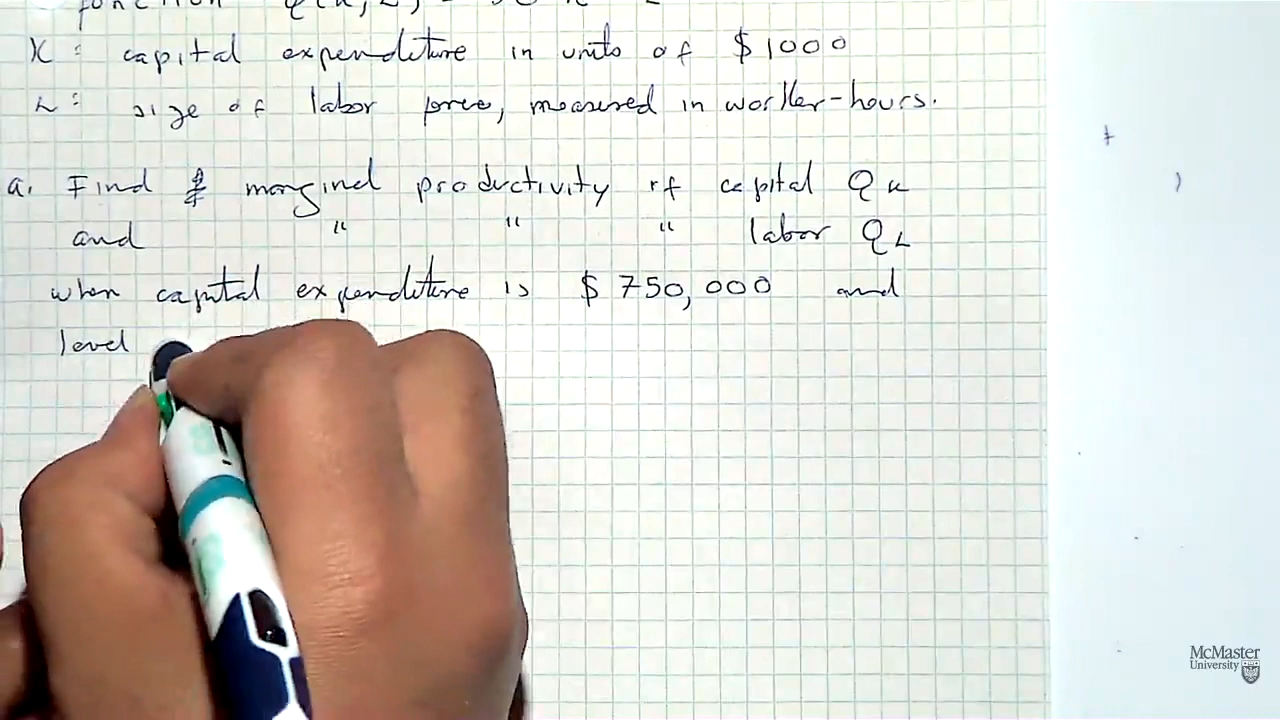 function Q(K, L) =
K: capital expenditure in units of $1000
L: size of labor force, measured in worker-hours.
a. Find marginal productivity of capital QK
and " " " labor QL
when capital expenditure is $750,000 and
level
McMaster
University